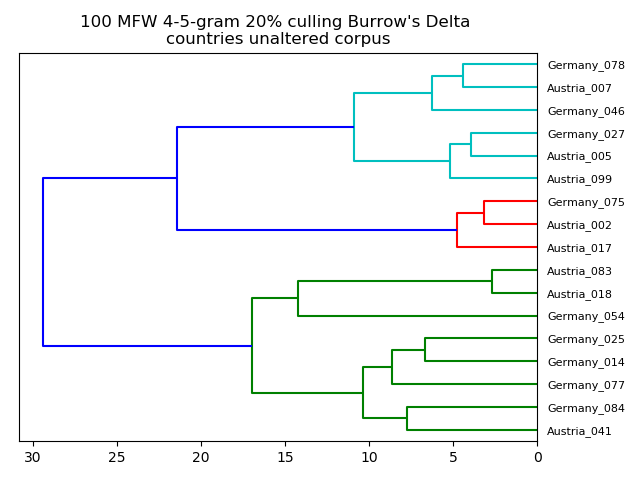 100 MFW 4-5-gram 20% culling Burrow's Delta
countries unaltered corpus
Germany_078
Austria_007
Germany_046
Germany_027
Austria_005
Austria_099
Germany_075
Austria_002
Austria_017
Austria_083
Austria_018
Germany_054
Germany_025
Germany_014
Germany_077
Germany_084
Austria_041
30 25 20 15 10 5 0